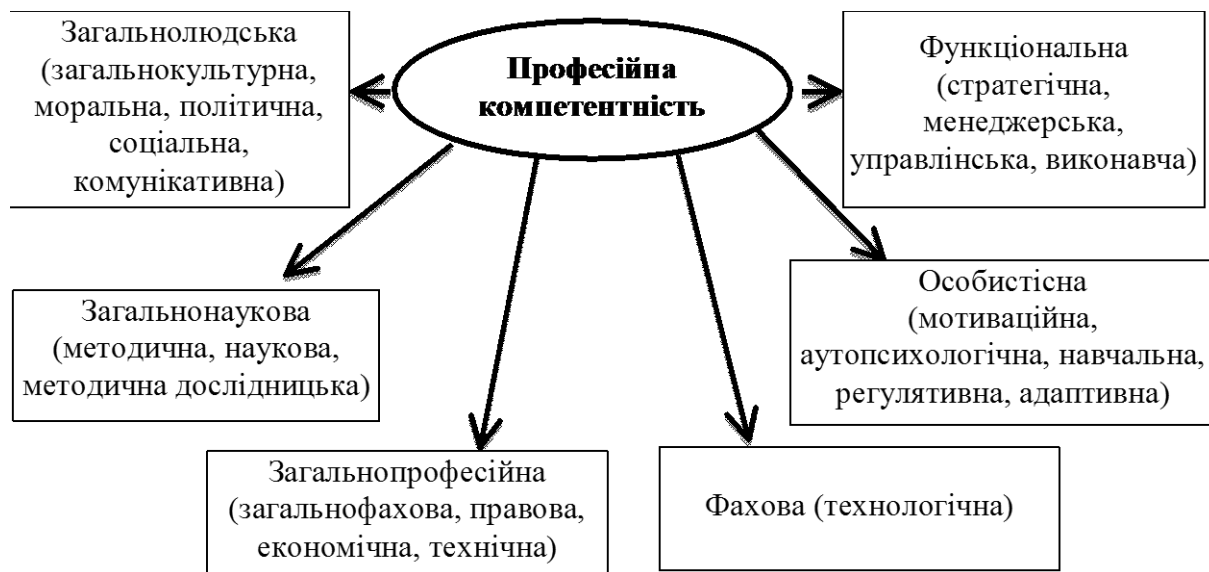 Професійна
компетентність
Загальнолюдська
(загальнокультурна,
моральна, політична,
соціальна,
комунікативна)
Функціональна
(стратегічна,
менеджерська,
управлінська, виконавча)
Загальнонаукова
(методична, наукова,
методична дослідницька)
Особистісна
(мотиваційна,
аутопсихологічна, навчальна,
регулятивна, адаптивна)
Загальнопрофесійна
(загальнофахова, правова,
економічна, технічна)
Фахова (технологічна)